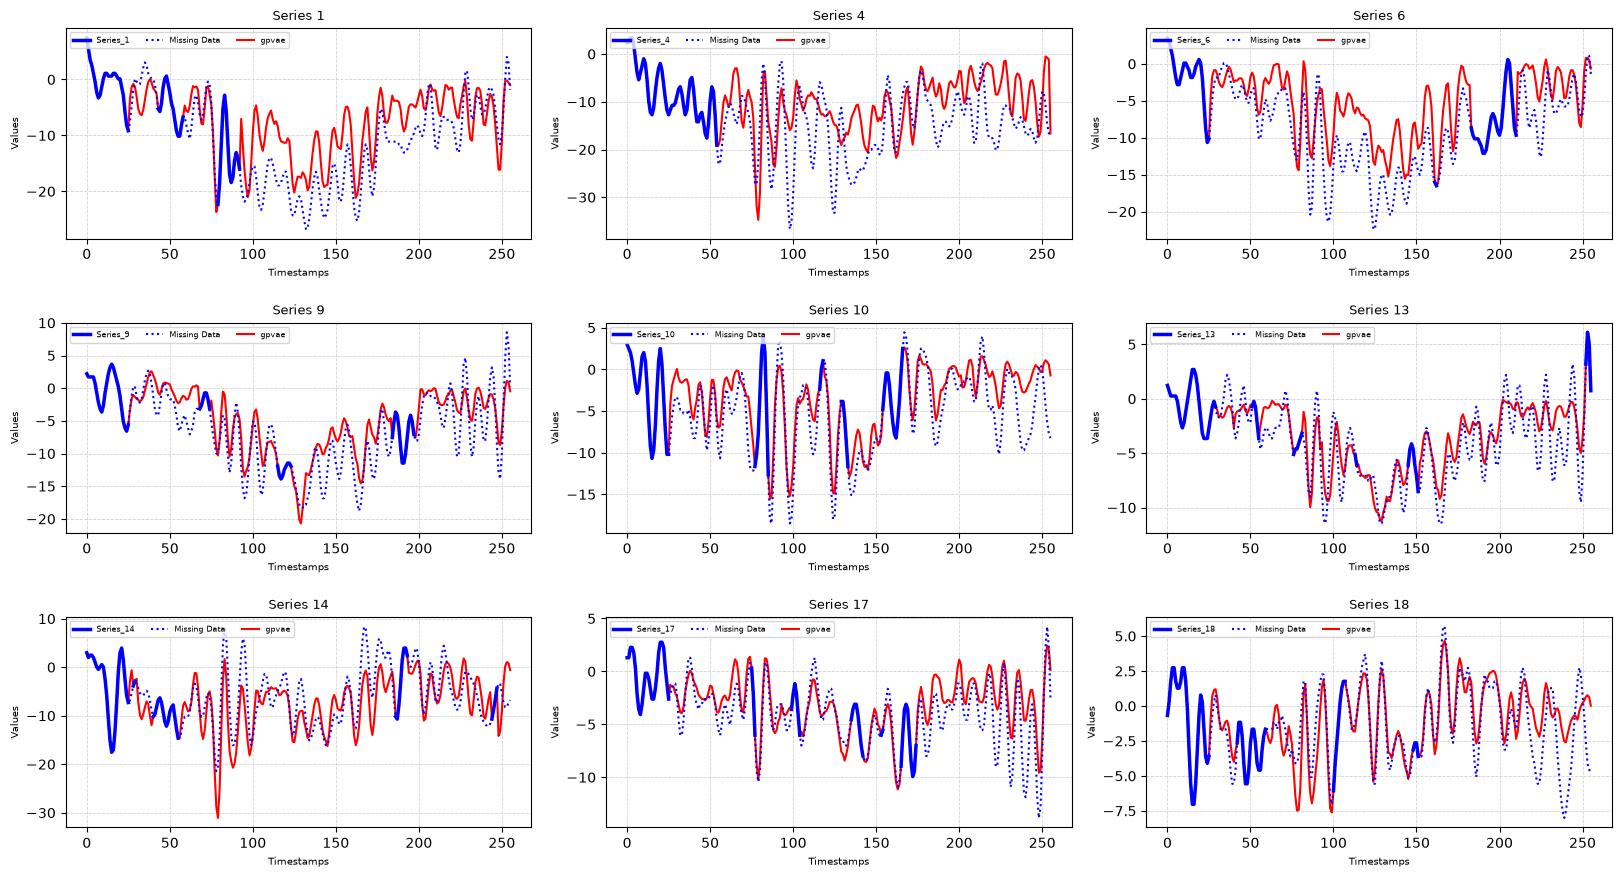 Series 1
Series_1 Missing Data gpvae
Values
0
−10
−20
0 50 100 150 200 250
Timestamps
Series 4
Series_4 Missing Data gpvae
Values
0
−10
−20
−30
0 50 100 150 200 250
Timestamps
Series 6
Series_6 Missing Data gpvae
Values
0
−5
−10
−15
−20
0 50 100 150 200 250
Timestamps
Series 9
Series_9 Missing Data gpvae
Values
10
5
0
−5
−10
−15
−20
0 50 100 150 200 250
Timestamps
Series 10
Series_10 Missing Data gpvae
Values
5
0
−5
−10
−15
0 50 100 150 200 250
Timestamps
Series 13
Series_13 Missing Data gpvae
Values
5
0
−5
−10
0 50 100 150 200 250
Timestamps
Series 14
Series_14 Missing Data gpvae
Values
10
0
−10
−20
−30
0 50 100 150 200 250
Timestamps
Series 17
Series_17 Missing Data gpvae
Values
5
0
−5
−10
0 50 100 150 200 250
Timestamps
Series 18
Series_18 Missing Data gpvae
Values
5.0
2.5
0.0
−2.5
−5.0
−7.5
0 50 100 150 200 250
Timestamps